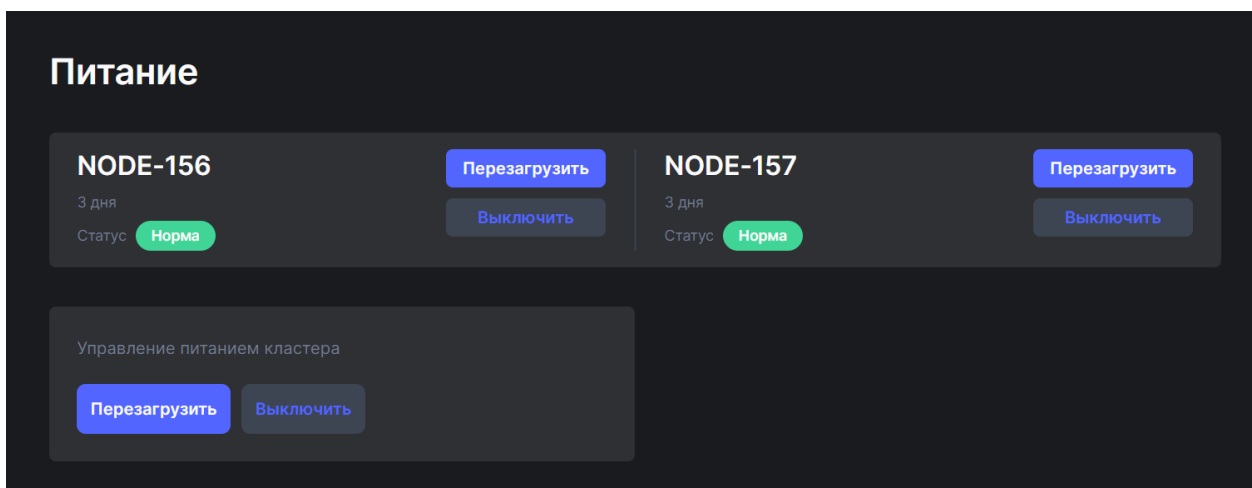 Питание
NODE-156
Перезагрузить
3 дня
Выключить
Статус Норма
NODE-157
Перезагрузить
3 дня
Выключить
Статус Норма
Управление питанием кластера
Перезагрузить Выключить